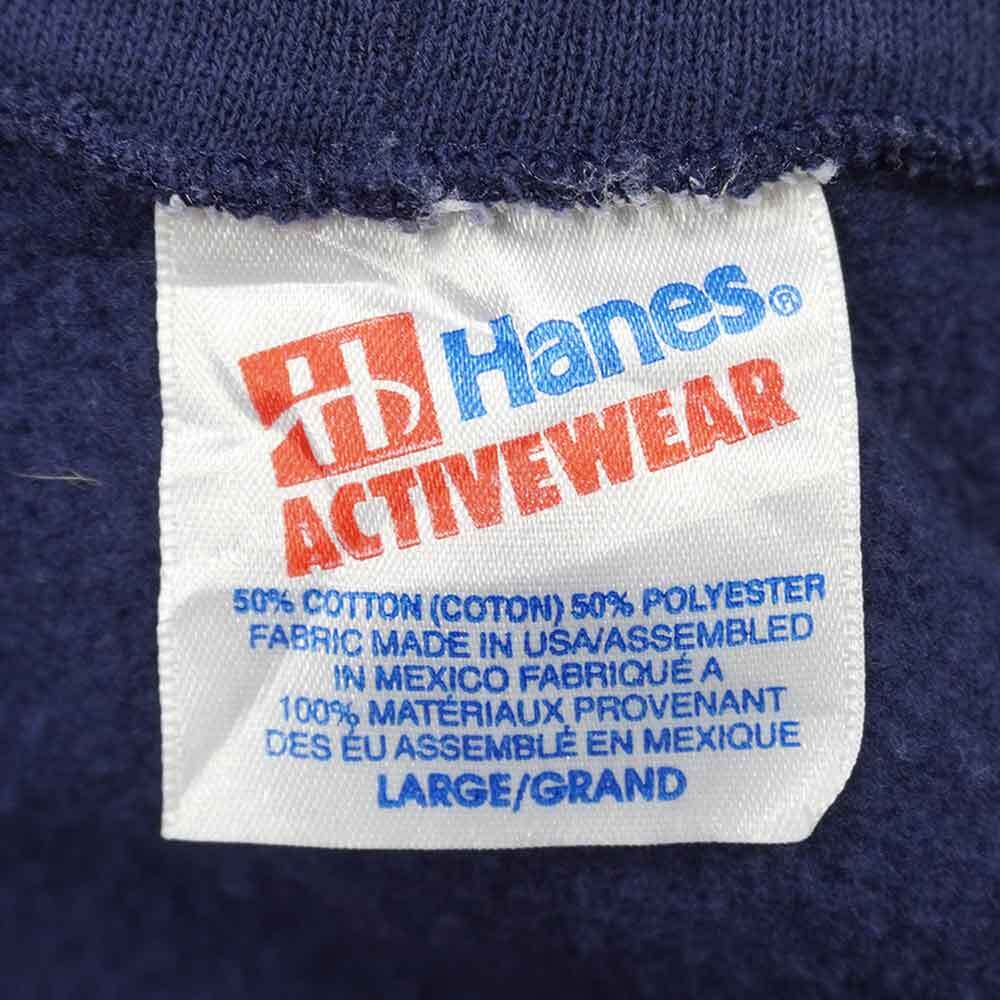 Hanes®
ACTIVEWEAR
50% COTTON (COTON) 50% POLYESTER
FABRIC MADE IN USA/ASSEMBLED
IN MEXICO FABRIQUÉ A
100% MATÉRIAUX PROVENANT
DES ÉU ASSEMBLÉ EN MEXIQUE
LARGE/GRAND